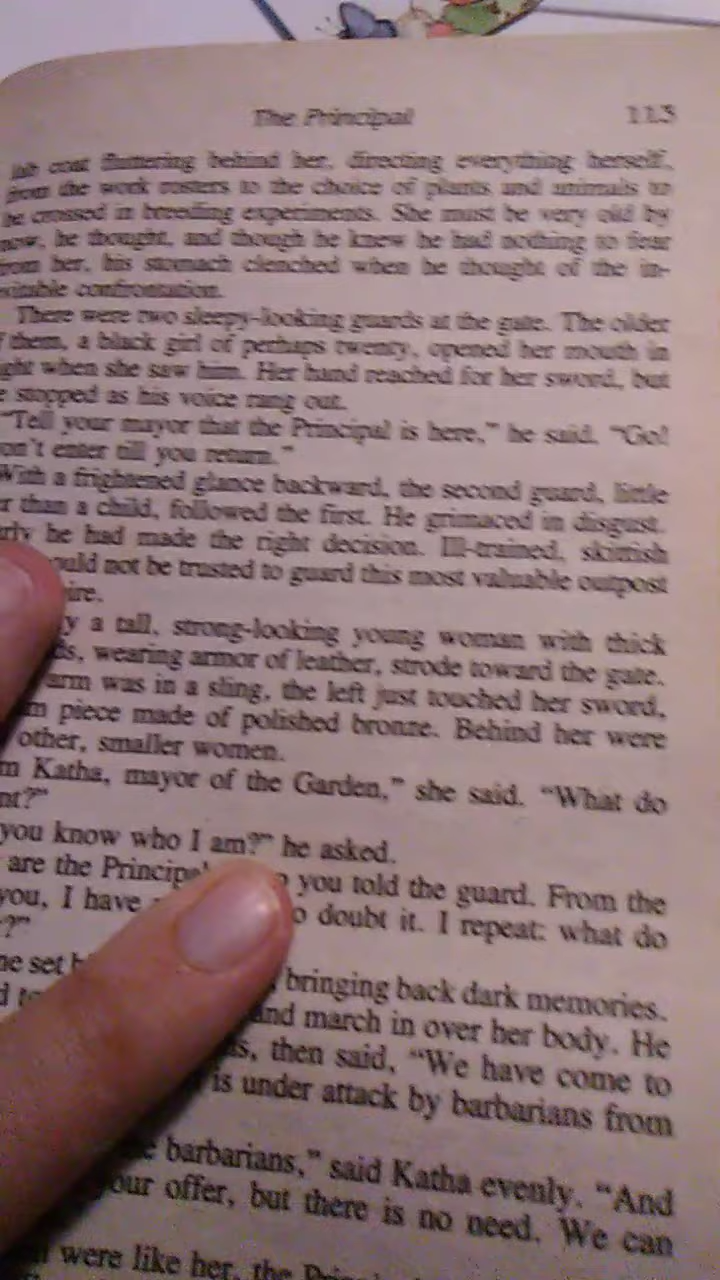 The Principal 113
lab coat fluttering behind her, directing everything herself,
from the work rosters to the choice of plants and animals to
be crossed in breeding experiments. She must be very old by
now, he thought, and though he knew he had nothing to fear
from her, his stomach clenched when he thought of the in-
evitable confrontation.
There were two sleepy-looking guards at the gate. The older
f them, a black girl of perhaps twenty, opened her mouth in
ght when she saw him. Her hand reached for her sword, but
e stopped as his voice rang out.
"Tell your mayor that the Principal is here," he said. "Go!
on't enter till you return."
With a frightened glance backward, the second guard, little
r than a child, followed the first. He grimaced in disgust.
rly he had made the right decision. Ill-trained, skittish
ould not be trusted to guard this most valuable outpost
ire.
y a tall, strong-looking young woman with thick
ds, wearing armor of leather, strode toward the gate.
arm was in a sling, the left just touched her sword,
m piece made of polished bronze. Behind her were
other, smaller women.
m Katha, mayor of the Garden," she said. "What do
nt?"
you know who I am?" he asked.
are the Principal you told the guard. From the
you, I have o doubt it. I repeat: what do
?"
ne set bringing back dark memories.
d to and march in over her body. He
is, then said, "We have come to
is under attack by barbarians from
e barbarians," said Katha evenly. "And
our offer, but there is no need. We can
were like her, the